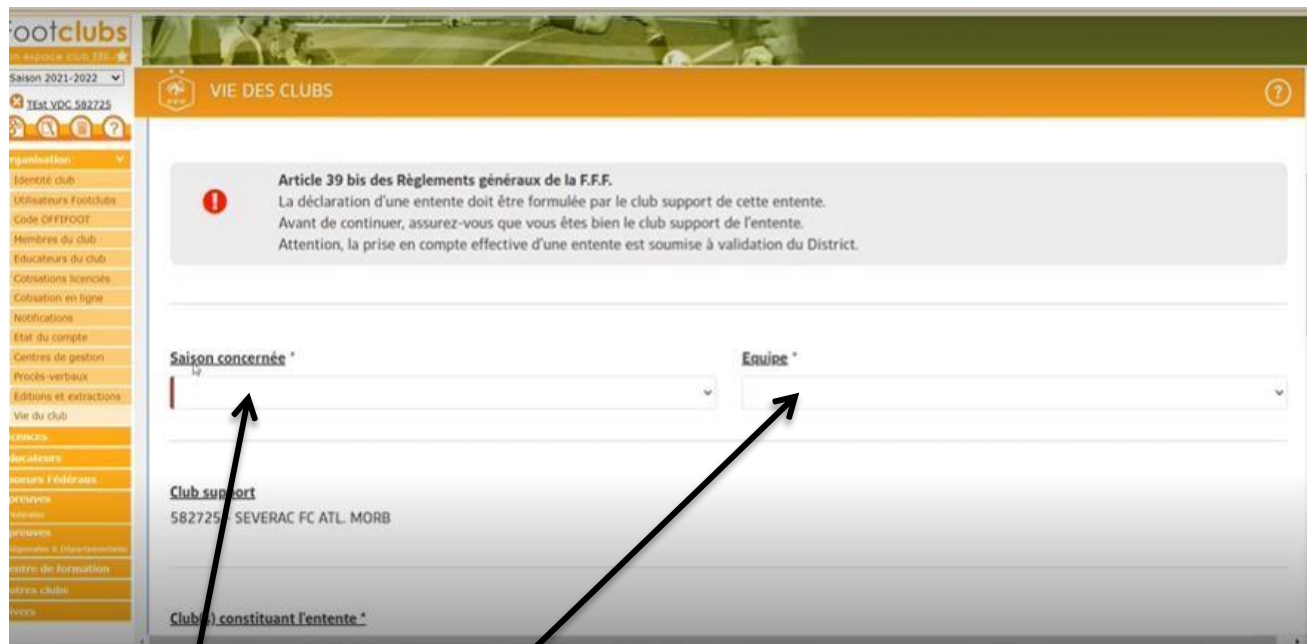 footclubs
Saison 2021-2022
TEst VDC 582725
VIE DES CLUBS
?
Organisation
Identité club
Utilisateurs Footclubs
Code OFFIFOOT
Membres du club
Educateurs du club
Cotisations licenciés
Cotisation en ligne
Notifications
Etat du compte
Centres de gestion
Procès-verbaux
Editions et extractions
Vie du club
Article 39 bis des Règlements généraux de la F.F.F.
La déclaration d'une entente doit être formulée par le club support de cette entente.
Avant de continuer, assurez-vous que vous êtes bien le club support de l'entente.
Attention, la prise en compte effective d'une entente est soumise à validation du District.
Saison concernée *
Equipe *
Club support
582725 - SEVERAC FC ATL. MORB
Club(s) constituant l'entente *